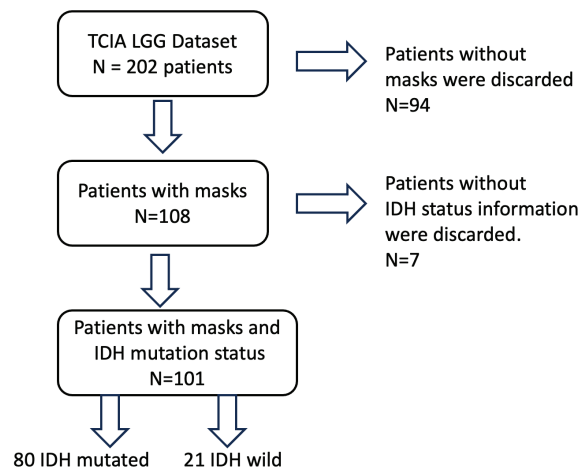 TCIA LGG Dataset
N = 202 patients
Patients without
masks were discarded
N=94
Patients with masks
N=108
Patients without
IDH status information
were discarded.
N=7
Patients with masks and
IDH mutation status
N=101
80 IDH mutated
21 IDH wild